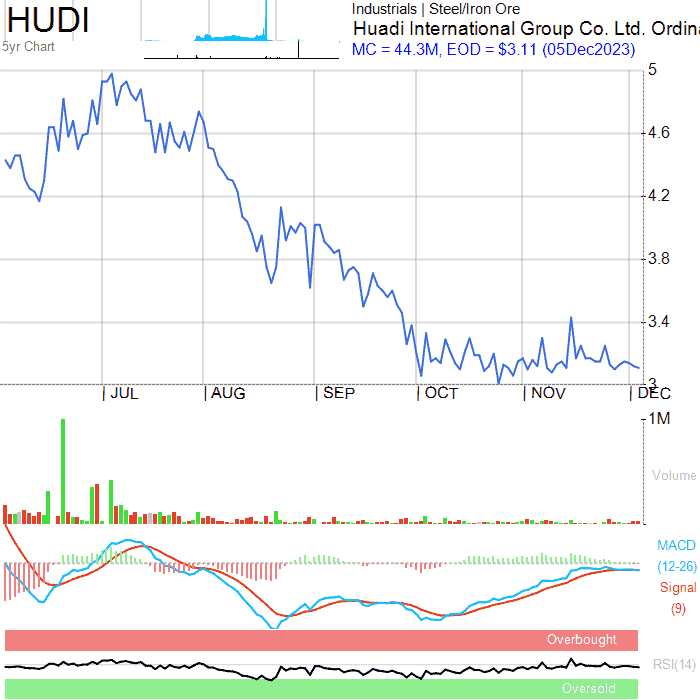 HUDI
5yr Chart
Industrials | Steel/Iron Ore
Huadi International Group Co. Ltd. Ordina
MC = 44.3M, EOD = $3.11 (05Dec2023)
5
4.6
4.2
3.8
3.4
3
| JUL | AUG | SEP | OCT | NOV | DEC
1M
Volume
MACD
(12-26)
Signal
(9)
Overbought
RSI(14)
Oversold